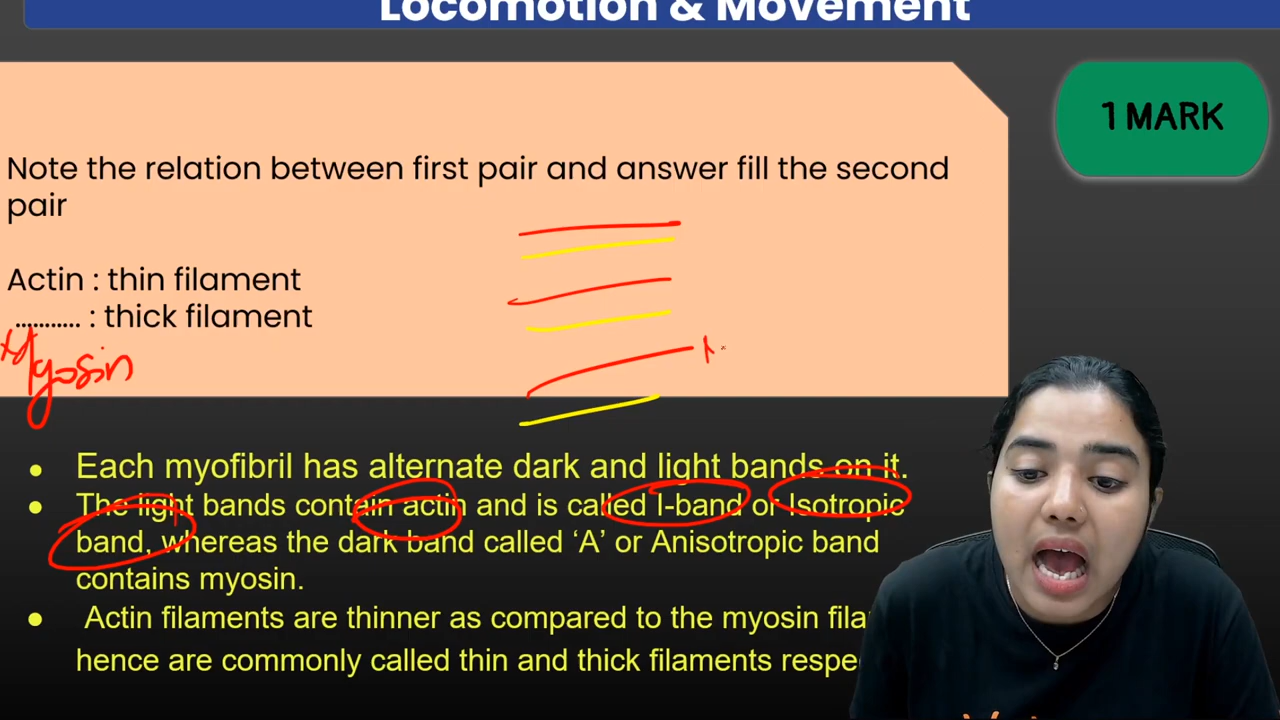 Locomotion & Movement
1 MARK
Note the relation between first pair and answer fill the second
pair
Actin : thin filament
........... : thick filament
Myosin
• Each myofibril has alternate dark and light bands on it.
• The light bands contain actin and is called I-band or Isotropic
band, whereas the dark band called ‘A’ or Anisotropic band
contains myosin.
• Actin filaments are thinner as compared to the myosin
hence are commonly called thin and thick filaments